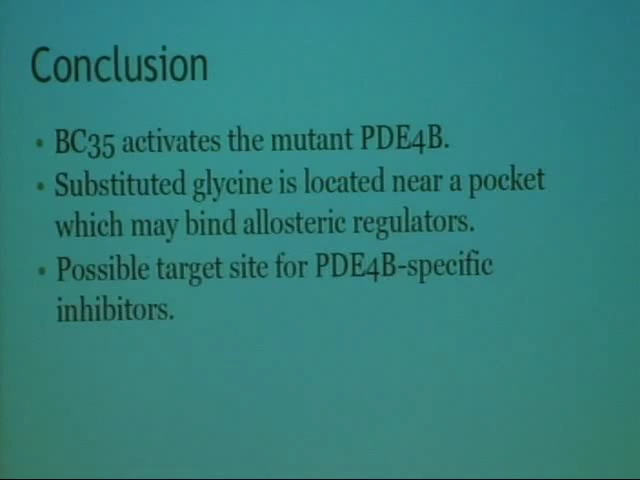 Conclusion
• BC35 activates the mutant PDE4B.
• Substituted glycine is located near a pocket
which may bind allosteric regulators.
• Possible target site for PDE4B-specific
inhibitors.